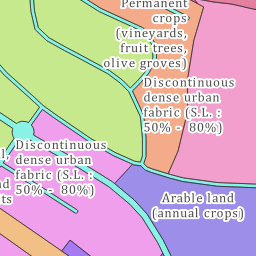 Permanent
crops
(vineyards,
fruit trees,
olive groves)
Discontinuous
dense urban
fabric (S.L. :
50% - 80%)
Discontinuous
dense urban
fabric (S.L. :
50% - 80%)
Arable land
(annual crops)